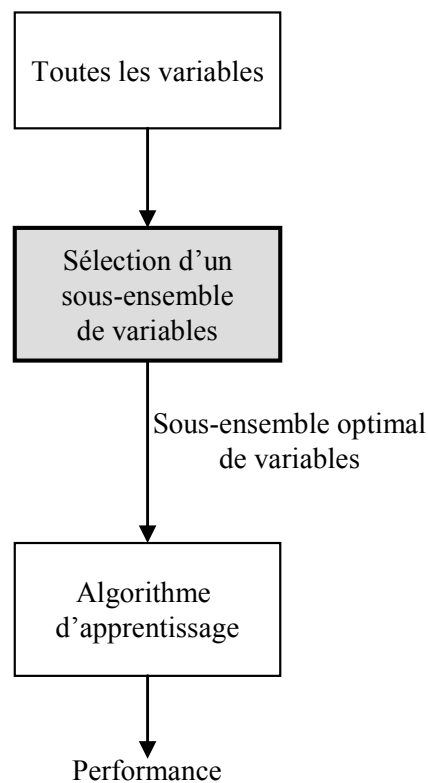 Toutes les variables
Sélection d’un
sous-ensemble
de variables
Sous-ensemble optimal
de variables
Algorithme
d’apprentissage
Performance